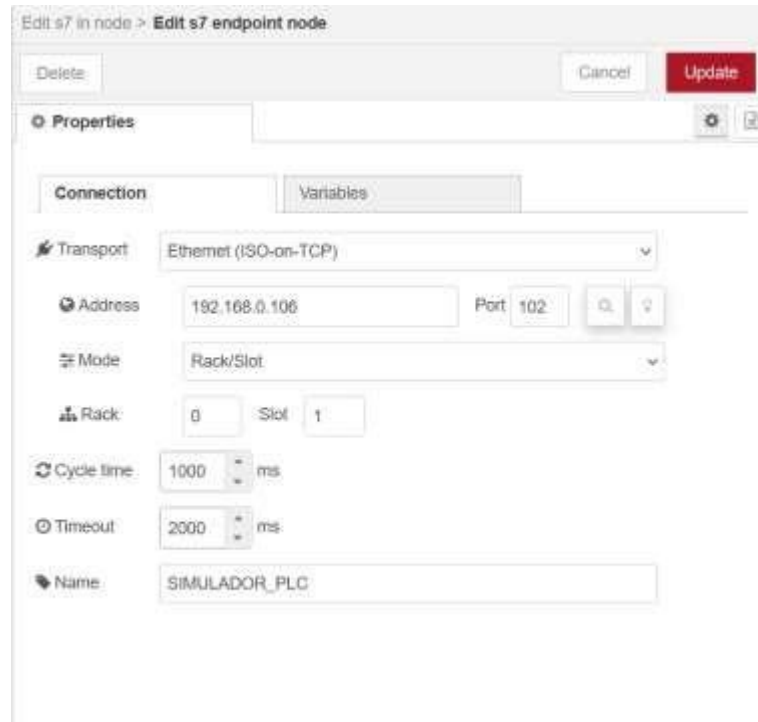 Edit s7 in node > Edit s7 endpoint node
Delete Cancel Update
Properties
Connection Variables
Transport Ethernet (ISO-on-TCP)
Address 192.168.0.106 Port 102
Mode Rack/Slot
Rack 0 Slot 1
Cycle time 1000 ms
Timeout 2000 ms
Name SIMULADOR_PLC